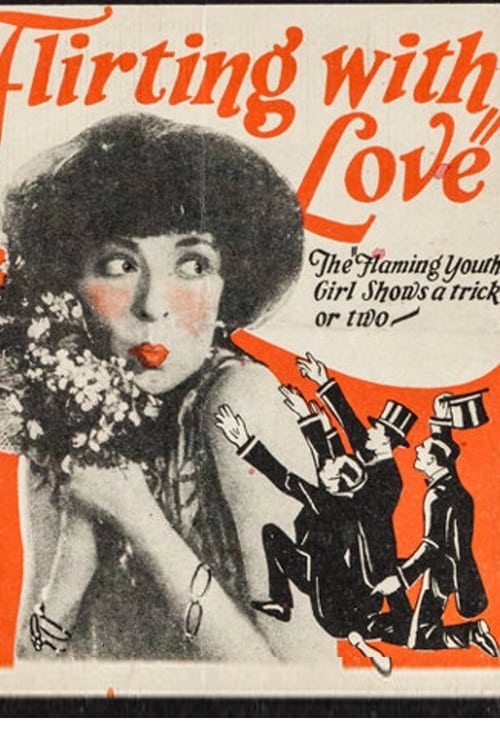 Flirting with
Love"
The "Flaming Youth
Girl Shows a trick
or two—